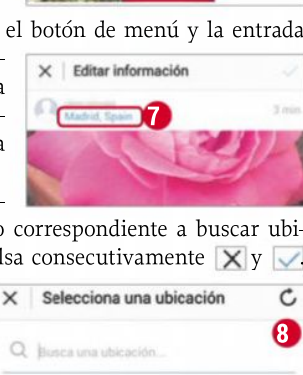 el botón de menú y la entrada
X Editar información ✓
a
Madrid, Spain 7 3 min
a
o correspondiente a buscar ubi-
lsa consecutivamente X y ✓.
X Selecciona una ubicación
8
Busca una ubicación...